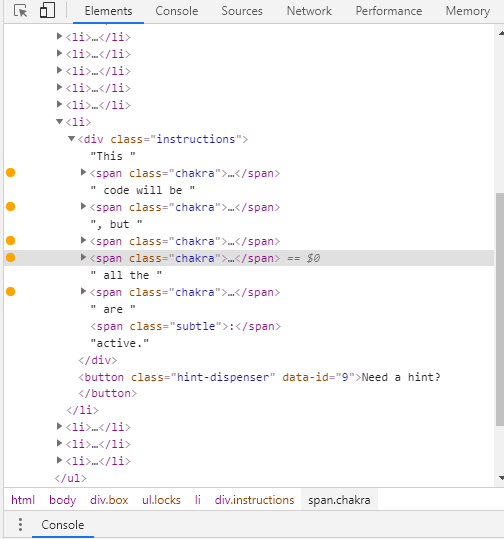 Elements Console Sources Network Performance Memory
<li>…</li>
<li>…</li>
<li>…</li>
<li>…</li>
<li>…</li>
<li>
<div class="instructions">
"This "
<span class="chakra">…</span>
" code will be "
<span class="chakra">…</span>
", but "
<span class="chakra">…</span>
<span class="chakra">…</span> == $0
" all the "
<span class="chakra">…</span>
" are "
<span class="subtle">:</span>
"active."
</div>
<button class="hint-dispenser" data-id="9">Need a hint?
</button>
</li>
<li>…</li>
<li>…</li>
<li>…</li>
</ul>
html body div.box ul.locks li div.instructions span.chakra
Console